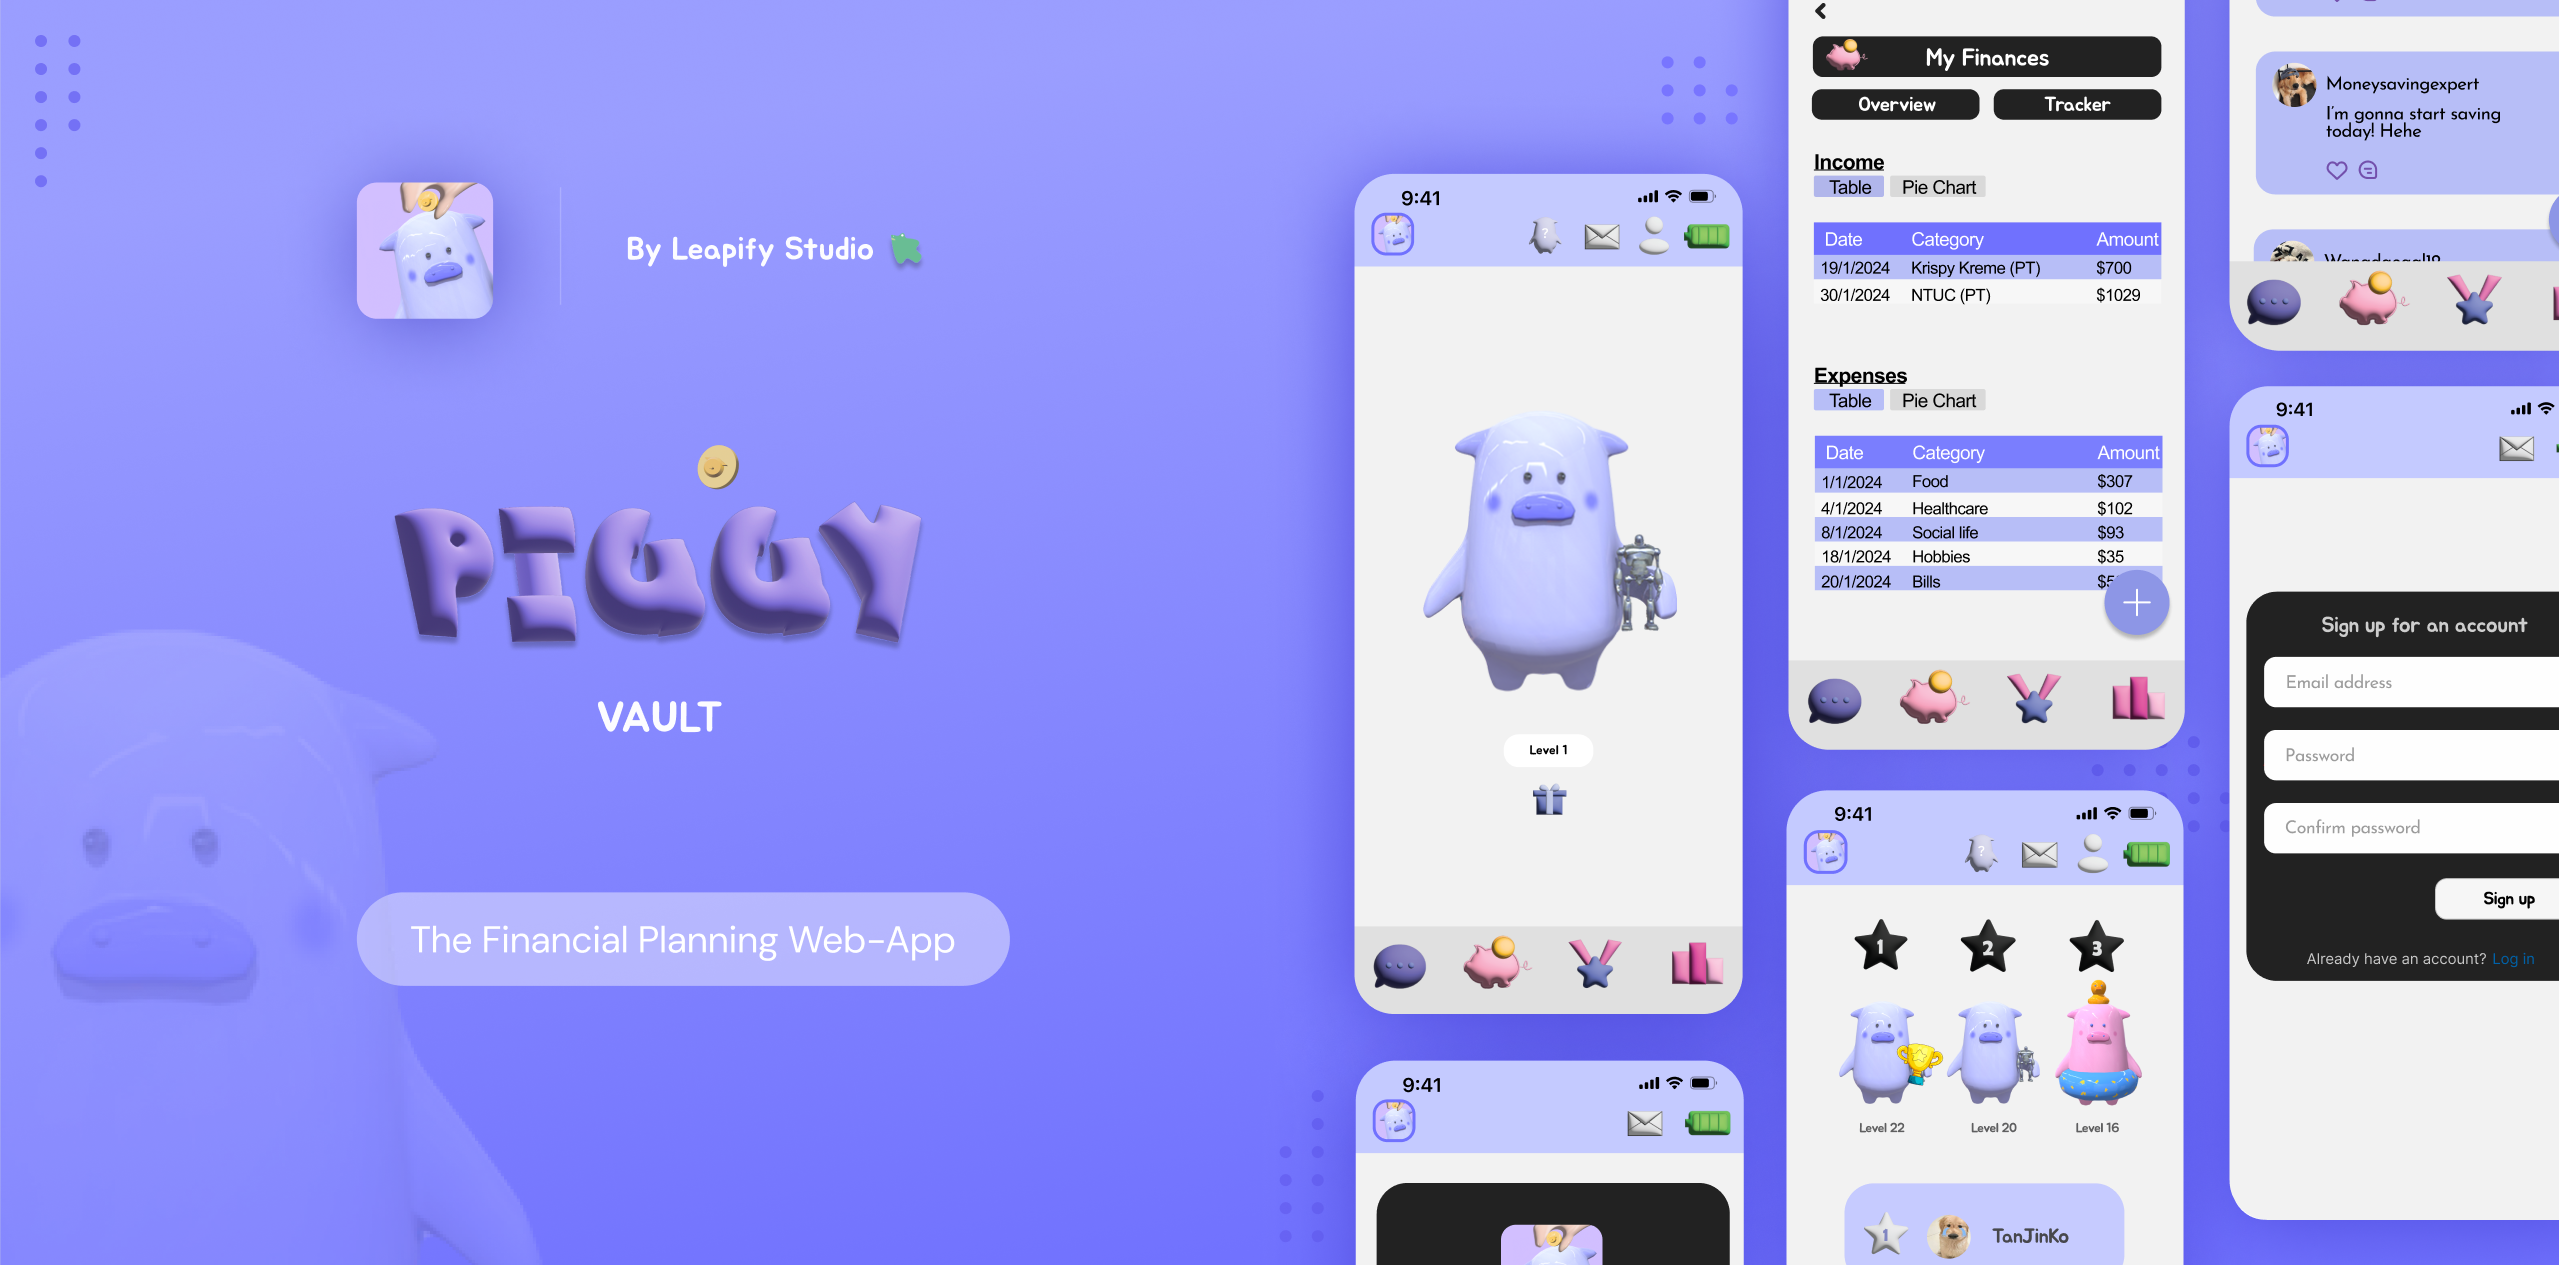 By Leapify Studio
PIGGY
VAULT
The Financial Planning Web-App
9:41
?
Level 1
9:41
My Finances
Overview Tracker
Income
Table Pie Chart
Date Category Amount
19/1/2024 Krispy Kreme (PT) $700
30/1/2024 NTUC (PT) $1029
Expenses
Table Pie Chart
Date Category Amount
1/1/2024 Food $307
4/1/2024 Healthcare $102
8/1/2024 Social life $93
18/1/2024 Hobbies $35
20/1/2024 Bills
9:41
?
1 2 3
Level 22 Level 20 Level 16
1 TanJinKo
Moneysavingexpert
I'm gonna start saving
today! Hehe
9:41
Sign up for an account
Email address
Password
Confirm password
Sign up
Already have an account? Log in